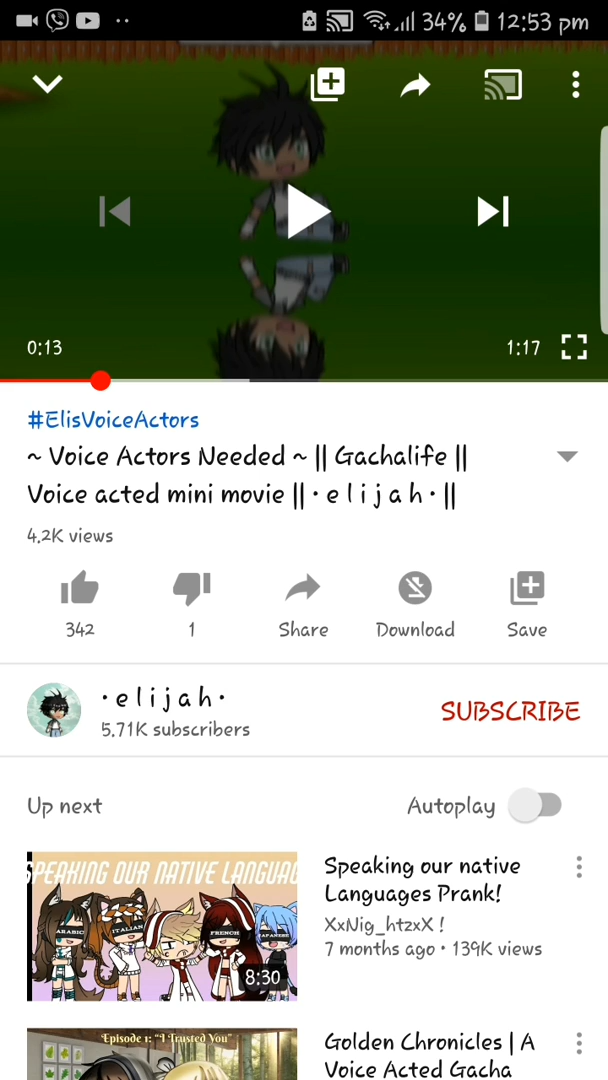 34% 12:53 pm
0:13 1:17
#ElisVoiceActors
~ Voice Actors Needed ~ || Gachalife ||
Voice acted mini movie || • e l i j a h • ||
4.2K views
342 1 Share Download Save
• e l i j a h •
5.71K subscribers
SUBSCRIBE
Up next Autoplay
SPEAKING OUR NATIVE LANGUAG
ARABIC ITALIAN FRENCH JAPANESE
8:30
Speaking our native
Languages Prank!
XxNig_htzxX !
7 months ago • 139K views
Episode 1: "I Trusted You"
Golden Chronicles | A
Voice Acted Gacha